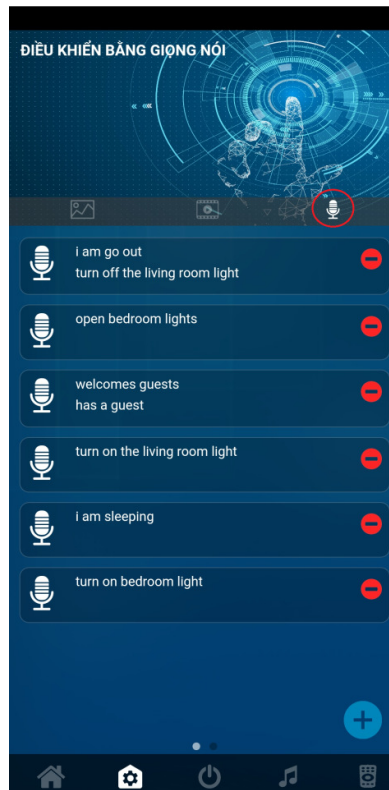 ĐIỀU KHIỂN BẰNG GIỌNG NÓI
i am go out
turn off the living room light
open bedroom lights
welcomes guests
has a guest
turn on the living room light
i am sleeping
turn on bedroom light